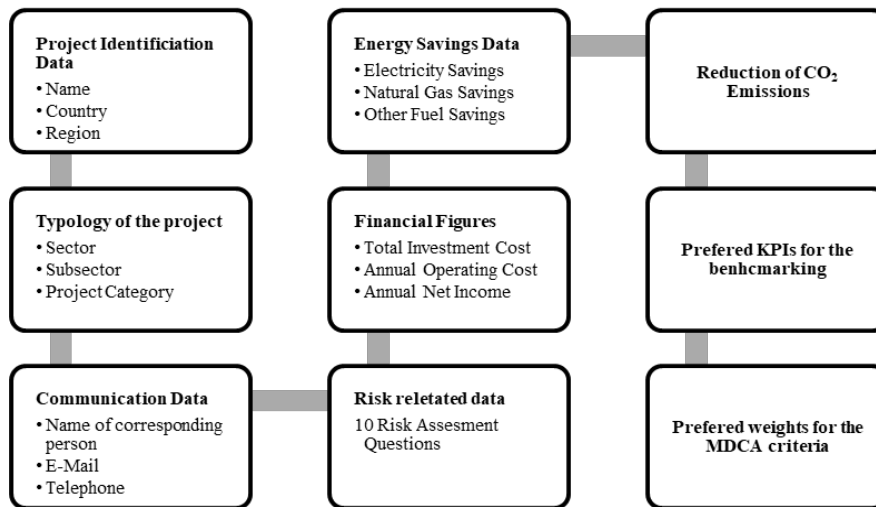 Project Identificiation
Data
• Name
• Country
• Region
Typology of the project
• Sector
• Subsector
• Project Category
Communication Data
• Name of corresponding
person
• E-Mail
• Telephone
Risk reletated data
10 Risk Assesment
Questions
Financial Figures
• Total Investment Cost
• Annual Operating Cost
• Annual Net Income
Energy Savings Data
• Electricity Savings
• Natural Gas Savings
• Other Fuel Savings
Reduction of CO₂
Emissions
Prefered KPIs for the
benhcmarking
Prefered weights for the
MDCA criteria